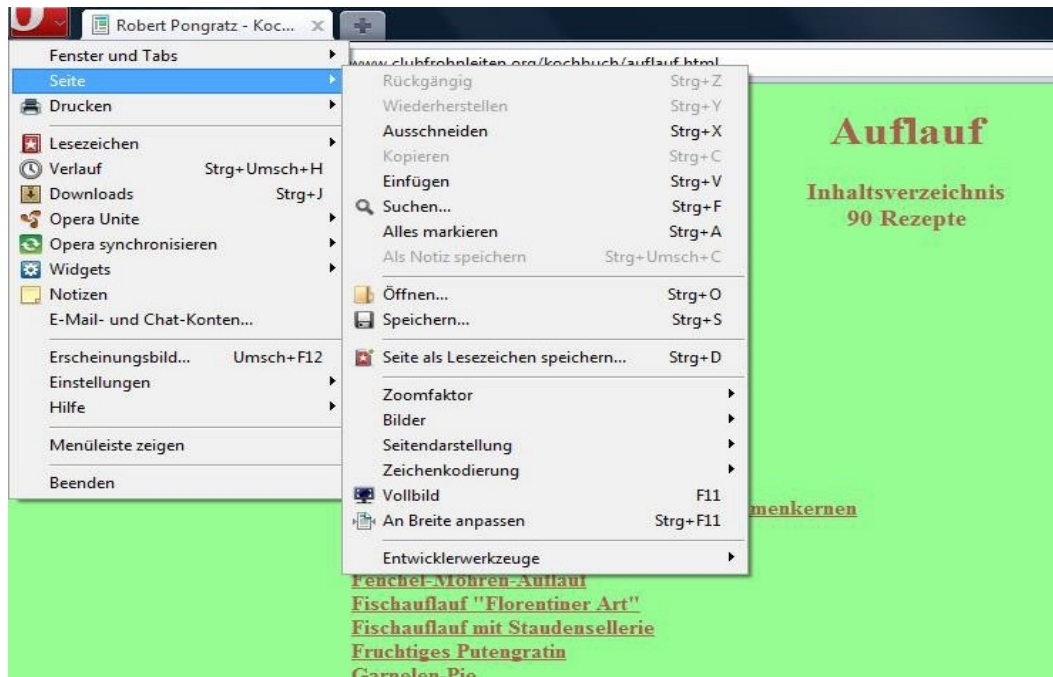 Robert Pongratz - Koc...
www.clubfrohnleiten.org/kochbuch/auflauf.html
Fenster und Tabs
Seite
Drucken
Lesezeichen
Verlauf Strg+Umsch+H
Downloads Strg+J
Opera Unite
Opera synchronisieren
Widgets
Notizen
E-Mail- und Chat-Konten...
Erscheinungsbild... Umsch+F12
Einstellungen
Hilfe
Menüleiste zeigen
Beenden
Rückgängig Strg+Z
Wiederherstellen Strg+Y
Ausschneiden Strg+X
Kopieren Strg+C
Einfügen Strg+V
Suchen... Strg+F
Alles markieren Strg+A
Als Notiz speichern Strg+Umsch+C
Öffnen... Strg+O
Speichern... Strg+S
Seite als Lesezeichen speichern... Strg+D
Zoomfaktor
Bilder
Seitendarstellung
Zeichenkodierung
Vollbild F11
An Breite anpassen Strg+F11
Entwicklerwerkzeuge
Auflauf
Inhaltsverzeichnis
90 Rezepte
menkernen
Fenchel-Möhren-Auflauf
Fischauflauf "Florentiner Art"
Fischauflauf mit Staudensellerie
Fruchtiges Putengratin
Garnelen-Pie